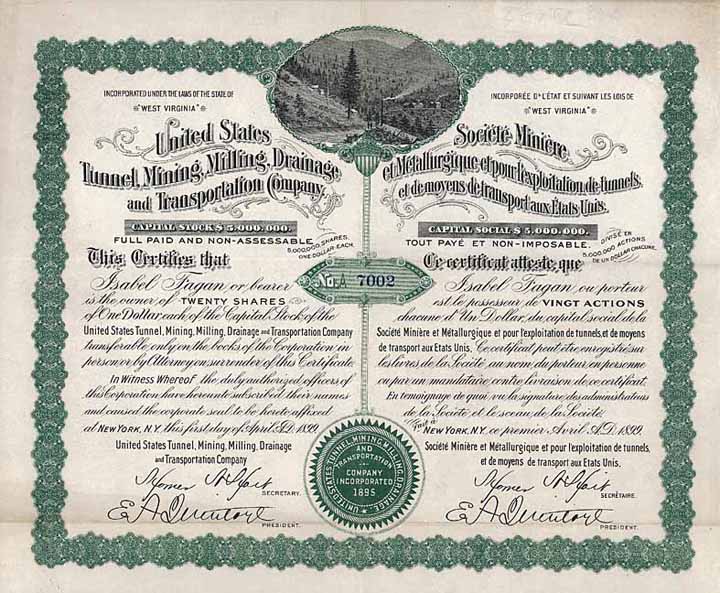 INCORPORATED UNDER THE LAWS OF THE STATE OF
"WEST VIRGINIA"
United States
Tunnel, Mining, Milling, Drainage
and Transportation Company.
CAPITAL STOCK $ 5.000.000.
FULL PAID AND NON-ASSESSABLE
5,000,000 SHARES,
ONE DOLLAR EACH.
This Certifies that
Isabel Fagan or bearer
is the owner of TWENTY SHARES
of One Dollar each of the Capital Stock of the
United States Tunnel, Mining, Milling, Drainage and Transportation Company
transferable only on the books of the Corporation in
person or by Attorney on surrender of this Certificate.
In Witness Whereof the duly authorized officers of
this Corporation have hereunto subscribed their names
and caused the corporate seal to be hereto affixed
at NEW YORK, N.Y. this first day of April A.D. 1899.
United States Tunnel, Mining, Milling, Drainage
and Transportation Company
SECRETARY.
PRESIDENT.
No. A 7002
UNITED STATES TUNNEL, MINING, MILLING, DRAINAGE,
AND
TRANSPORTATION
COMPANY
INCORPORATED
1895
INCORPORÉE DS L'ÉTAT ET SUIVANT LES LOIS DE
"WEST VIRGINIA"
Société Minière
et Métallurgique et pour l'exploitation de tunnels,
et de moyens de transport aux Etats Unis.
CAPITAL SOCIAL $ 5.000.000.
TOUT PAYÉ ET NON-IMPOSABLE.
DIVISÉ EN
5,000,000 ACTIONS
DE UN DOLLAR CHACUNE.
Ce certificat atteste, que
Isabel Fagan ou porteur
est le possesseur de VINGT ACTIONS
chacune d'Un Dollar, du capital social de la
Société Minière et Métallurgique et pour l'exploitation de tunnels, et de moyens
de transport aux Etats Unis. Ce certificat peut être enregistré sur
les livres de la Société au nom du porteur en personne
ou par un mandataire contre livraison de ce certificat.
En temoignage de quoi, vu la signature des administrateurs
de la Société, et le sceau de la Société.
Fait à NEW YORK, N.Y. ce premier Avril A.D. 1899.
Société Minière et Métallurgique et pour l'exploitation de tunnels,
et de moyens de transport aux Etats Unis.
SECRÉTAIRE.
PRESIDENT.